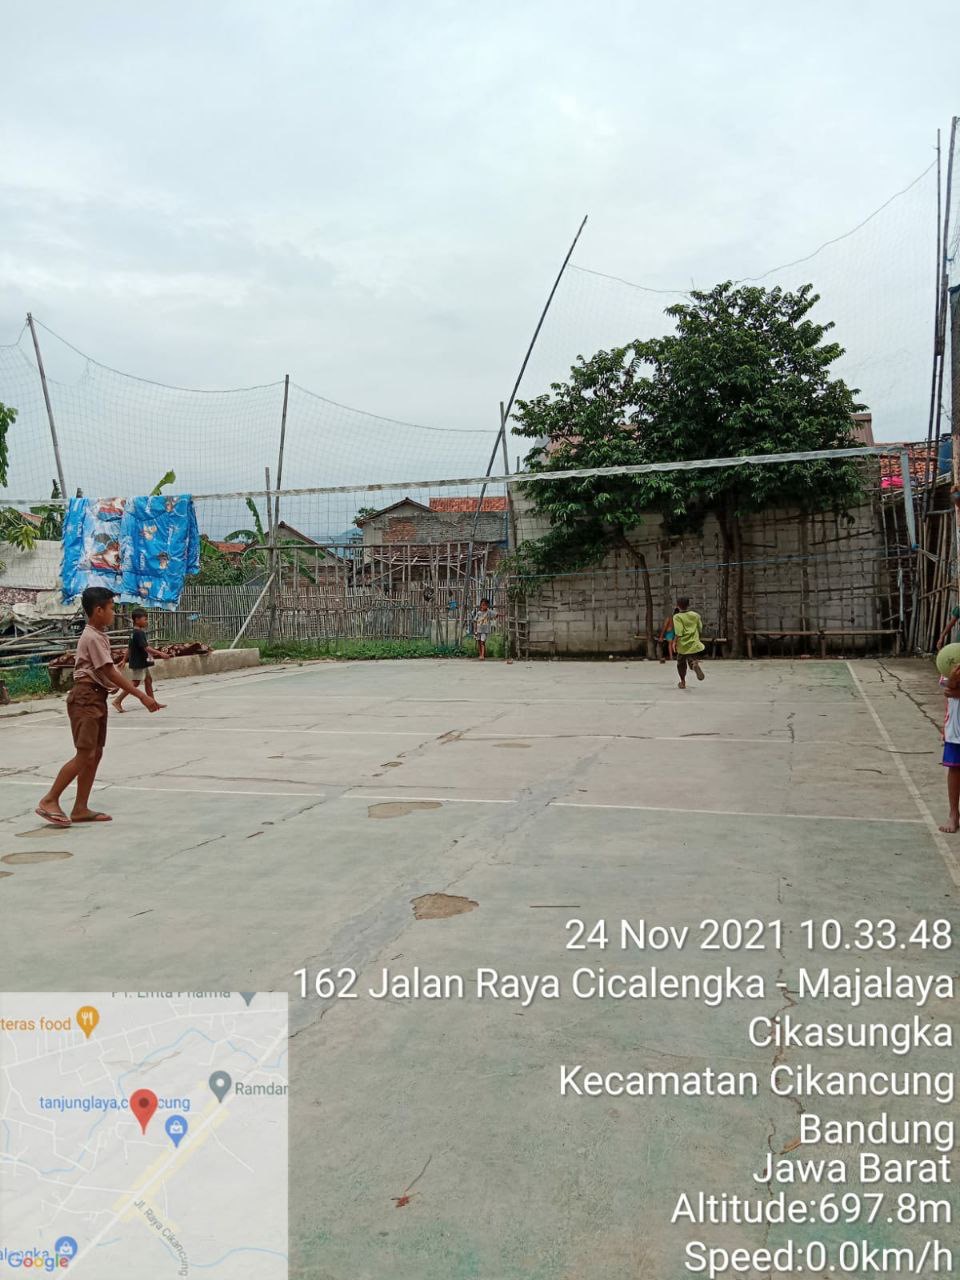 24 Nov 2021 10.33.48
162 Jalan Raya Cicalengka - Majalaya
Cikasungka
Kecamatan Cikancung
Bandung
Jawa Barat
Altitude:697.8m
Speed:0.0km/h
teras food
Ramdan
tanjunglaya,c
cung
Jl. Raya Cikancung
Google